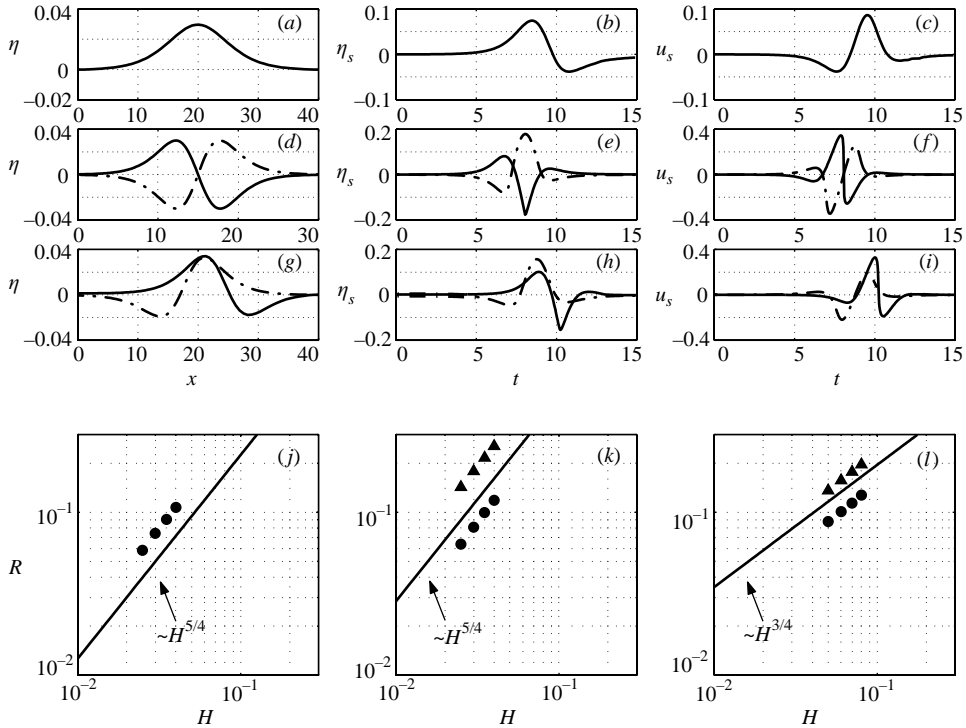 0.04
(a)
η
0
−0.02
0 10 20 30 40
0.1
(b)
η_s
0
−0.1
0 5 10 15
0.1
(c)
u_s
0
−0.1
0 5 10 15
0.04
(d)
η
0
−0.04
0 10 20 30
0.2
(e)
η_s
0
−0.2
0 5 10 15
0.4
(f)
u_s
0
−0.4
0 5 10 15
0.04
(g)
η
0
−0.04
0 10 20 30 40
x
0.2
(h)
η_s
0
−0.2
0 5 10 15
t
0.4
(i)
u_s
0
−0.4
0 5 10 15
t
(j)
10^−1
R
~H^5/4
10^−2
10^−2 10^−1
H
(k)
10^−1
~H^5/4
10^−2
10^−2 10^−1
H
(l)
10^−1
~H^3/4
10^−2
10^−2 10^−1
H